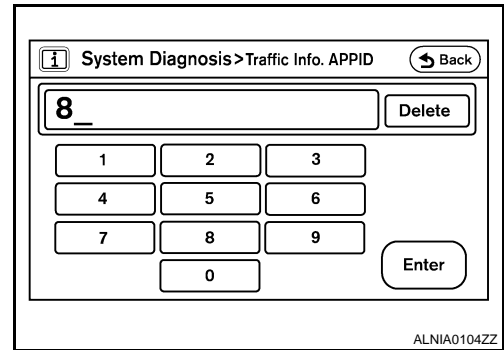 i System Diagnosis>Traffic Info. APPID Back
8_ Delete
1 2 3
4 5 6
7 8 9
0 Enter
ALNIA0104ZZ